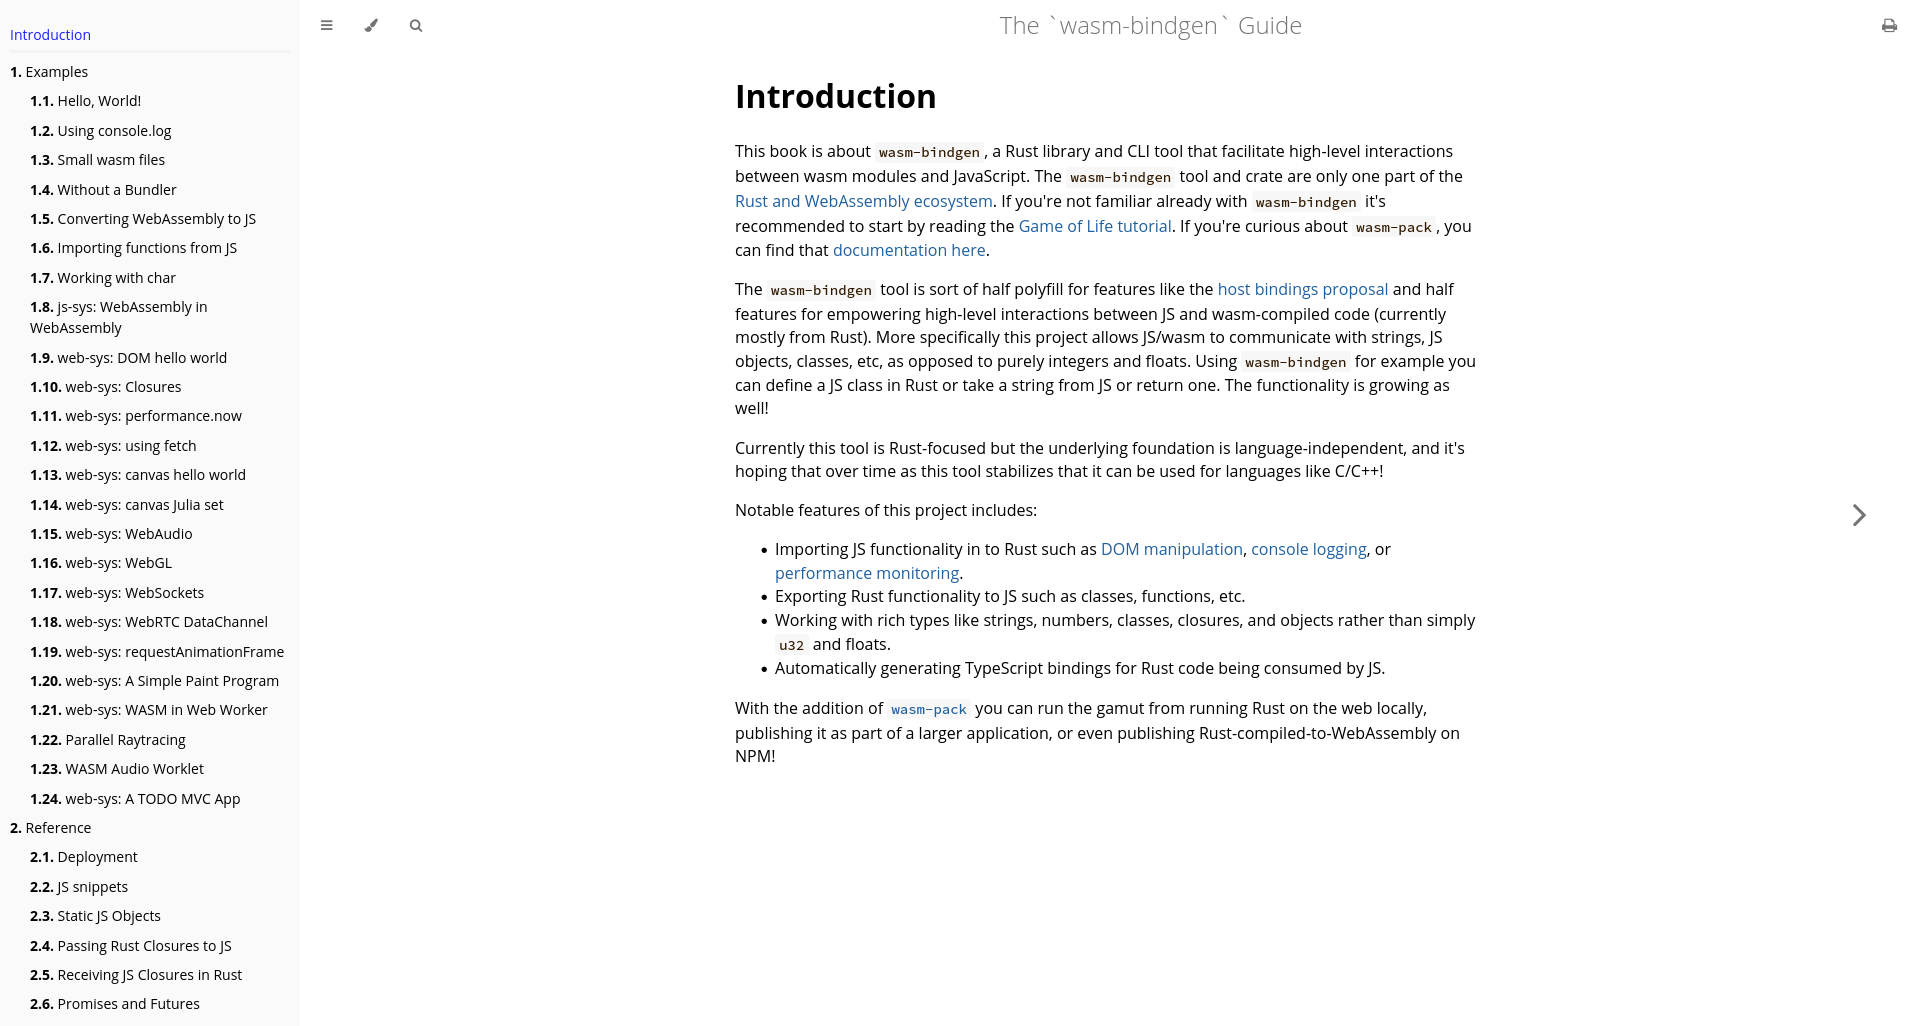 Introduction
1. Examples
1.1. Hello, World!
1.2. Using console.log
1.3. Small wasm files
1.4. Without a Bundler
1.5. Converting WebAssembly to JS
1.6. Importing functions from JS
1.7. Working with char
1.8. js-sys: WebAssembly in
WebAssembly
1.9. web-sys: DOM hello world
1.10. web-sys: Closures
1.11. web-sys: performance.now
1.12. web-sys: using fetch
1.13. web-sys: canvas hello world
1.14. web-sys: canvas Julia set
1.15. web-sys: WebAudio
1.16. web-sys: WebGL
1.17. web-sys: WebSockets
1.18. web-sys: WebRTC DataChannel
1.19. web-sys: requestAnimationFrame
1.20. web-sys: A Simple Paint Program
1.21. web-sys: WASM in Web Worker
1.22. Parallel Raytracing
1.23. WASM Audio Worklet
1.24. web-sys: A TODO MVC App
2. Reference
2.1. Deployment
2.2. JS snippets
2.3. Static JS Objects
2.4. Passing Rust Closures to JS
2.5. Receiving JS Closures in Rust
2.6. Promises and Futures
The `wasm-bindgen` Guide
Introduction
This book is about wasm-bindgen, a Rust library and CLI tool that facilitate high-level interactions
between wasm modules and JavaScript. The wasm-bindgen tool and crate are only one part of the
Rust and WebAssembly ecosystem. If you're not familiar already with wasm-bindgen it's
recommended to start by reading the Game of Life tutorial. If you're curious about wasm-pack, you
can find that documentation here.
The wasm-bindgen tool is sort of half polyfill for features like the host bindings proposal and half
features for empowering high-level interactions between JS and wasm-compiled code (currently
mostly from Rust). More specifically this project allows JS/wasm to communicate with strings, JS
objects, classes, etc, as opposed to purely integers and floats. Using wasm-bindgen for example you
can define a JS class in Rust or take a string from JS or return one. The functionality is growing as
well!
Currently this tool is Rust-focused but the underlying foundation is language-independent, and it's
hoping that over time as this tool stabilizes that it can be used for languages like C/C++!
Notable features of this project includes:
• Importing JS functionality in to Rust such as DOM manipulation, console logging, or
performance monitoring.
• Exporting Rust functionality to JS such as classes, functions, etc.
• Working with rich types like strings, numbers, classes, closures, and objects rather than simply
u32 and floats.
• Automatically generating TypeScript bindings for Rust code being consumed by JS.
With the addition of wasm-pack you can run the gamut from running Rust on the web locally,
publishing it as part of a larger application, or even publishing Rust-compiled-to-WebAssembly on
NPM!